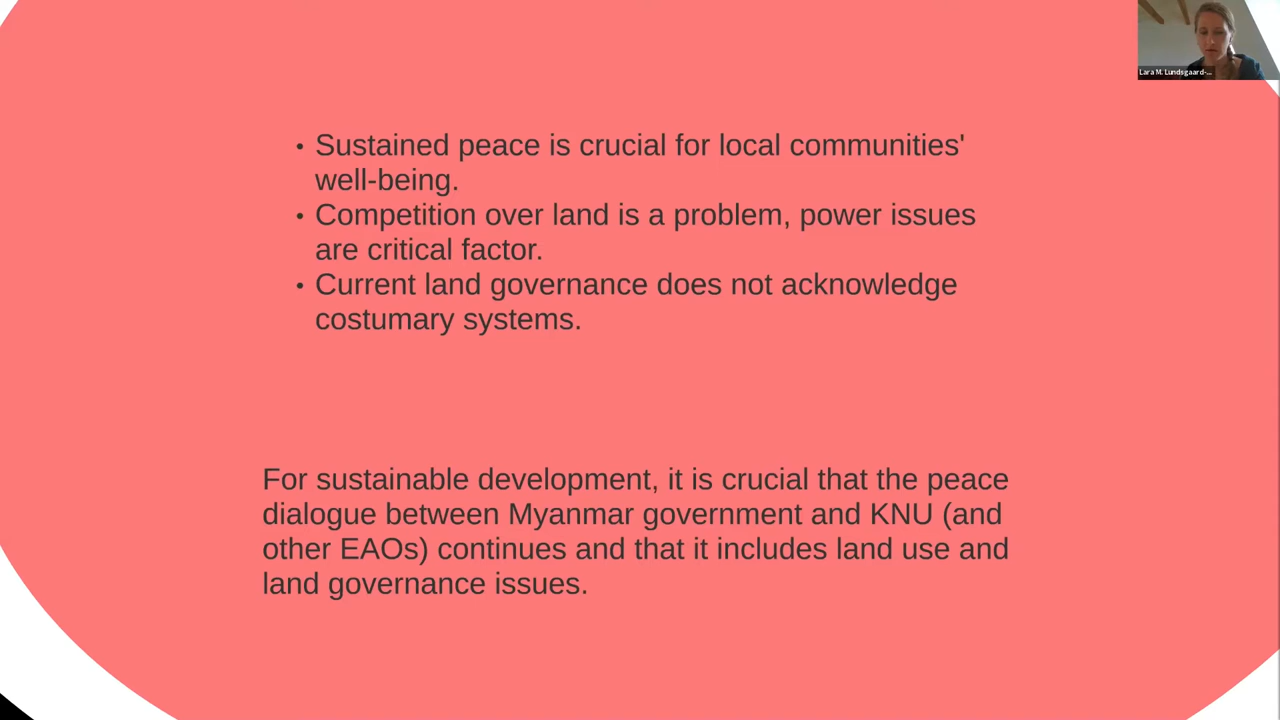 Lara M. Lundsgaard-...
• Sustained peace is crucial for local communities'
well-being.
• Competition over land is a problem, power issues
are critical factor.
• Current land governance does not acknowledge
costumary systems.
For sustainable development, it is crucial that the peace
dialogue between Myanmar government and KNU (and
other EAOs) continues and that it includes land use and
land governance issues.